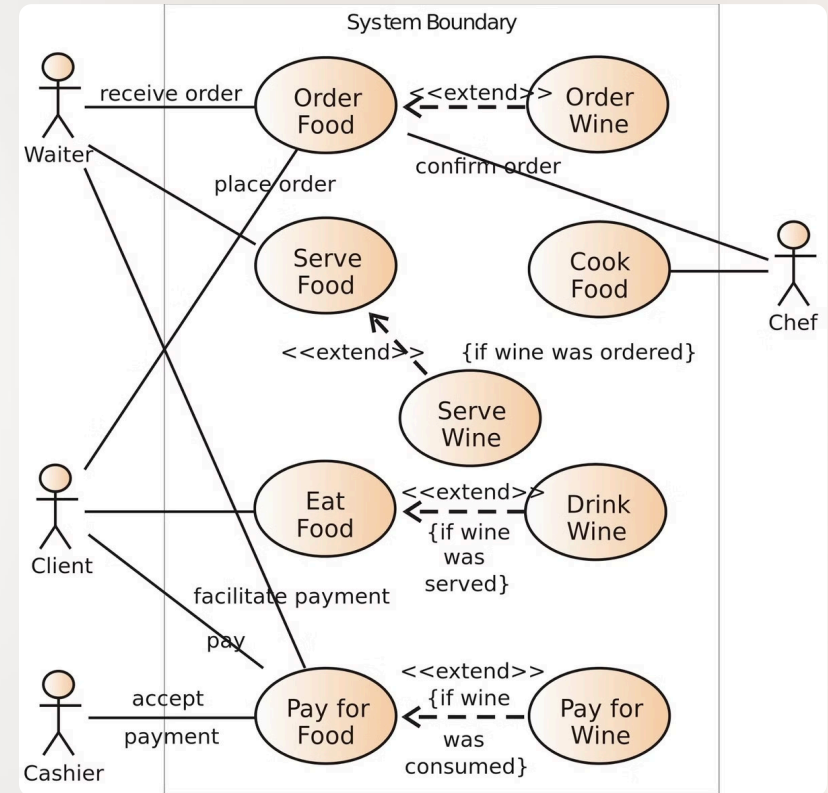 System Boundary
receive order
Order
Food
<<extend>>
Order
Wine
Waiter
place order
confirm order
Serve
Food
Cook
Food
Chef
<<extend>>
{if wine was ordered}
Serve
Wine
Client
Eat
Food
<<extend>>
{if wine
was
served}
Drink
Wine
facilitate payment
pay
Cashier
accept
payment
Pay for
Food
<<extend>>
{if wine
was
consumed}
Pay for
Wine